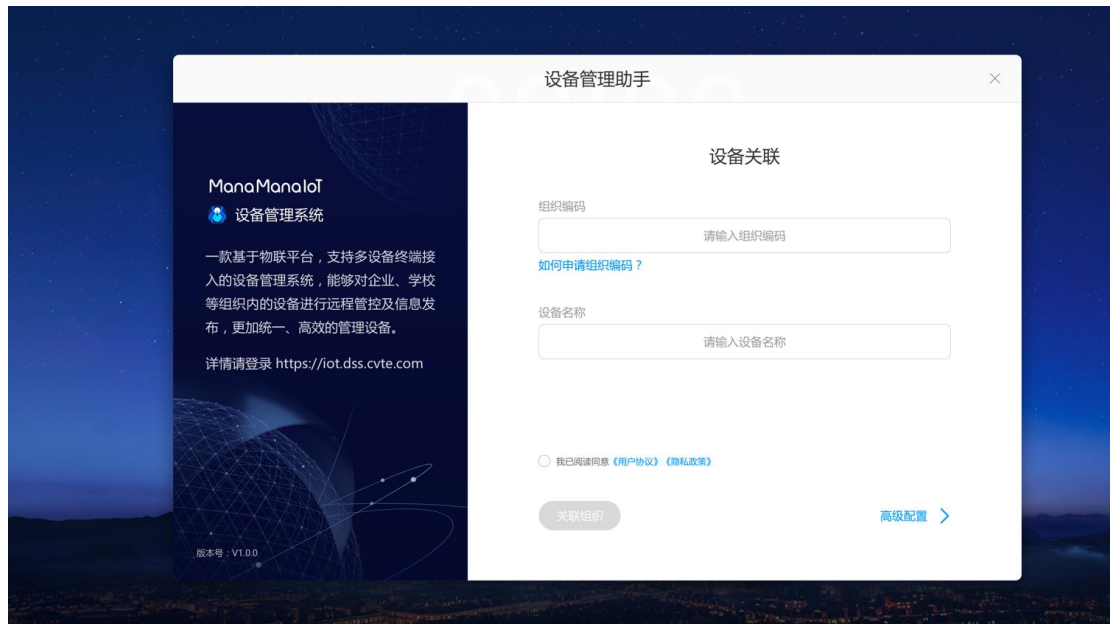 设备管理助手
ManaManaIoT
设备管理系统
一款基于物联平台，支持多设备终端接
入的设备管理系统，能够对企业、学校
等组织内的设备进行远程管控及信息发
布，更加统一、高效的管理设备。
详情请登录 https://iot.dss.cvte.com
版本号：V1.0.0
设备关联
组织编码
请输入组织编码
如何申请组织编码？
设备名称
请输入设备名称
我已阅读同意《用户协议》《隐私政策》
关联组织
高级配置